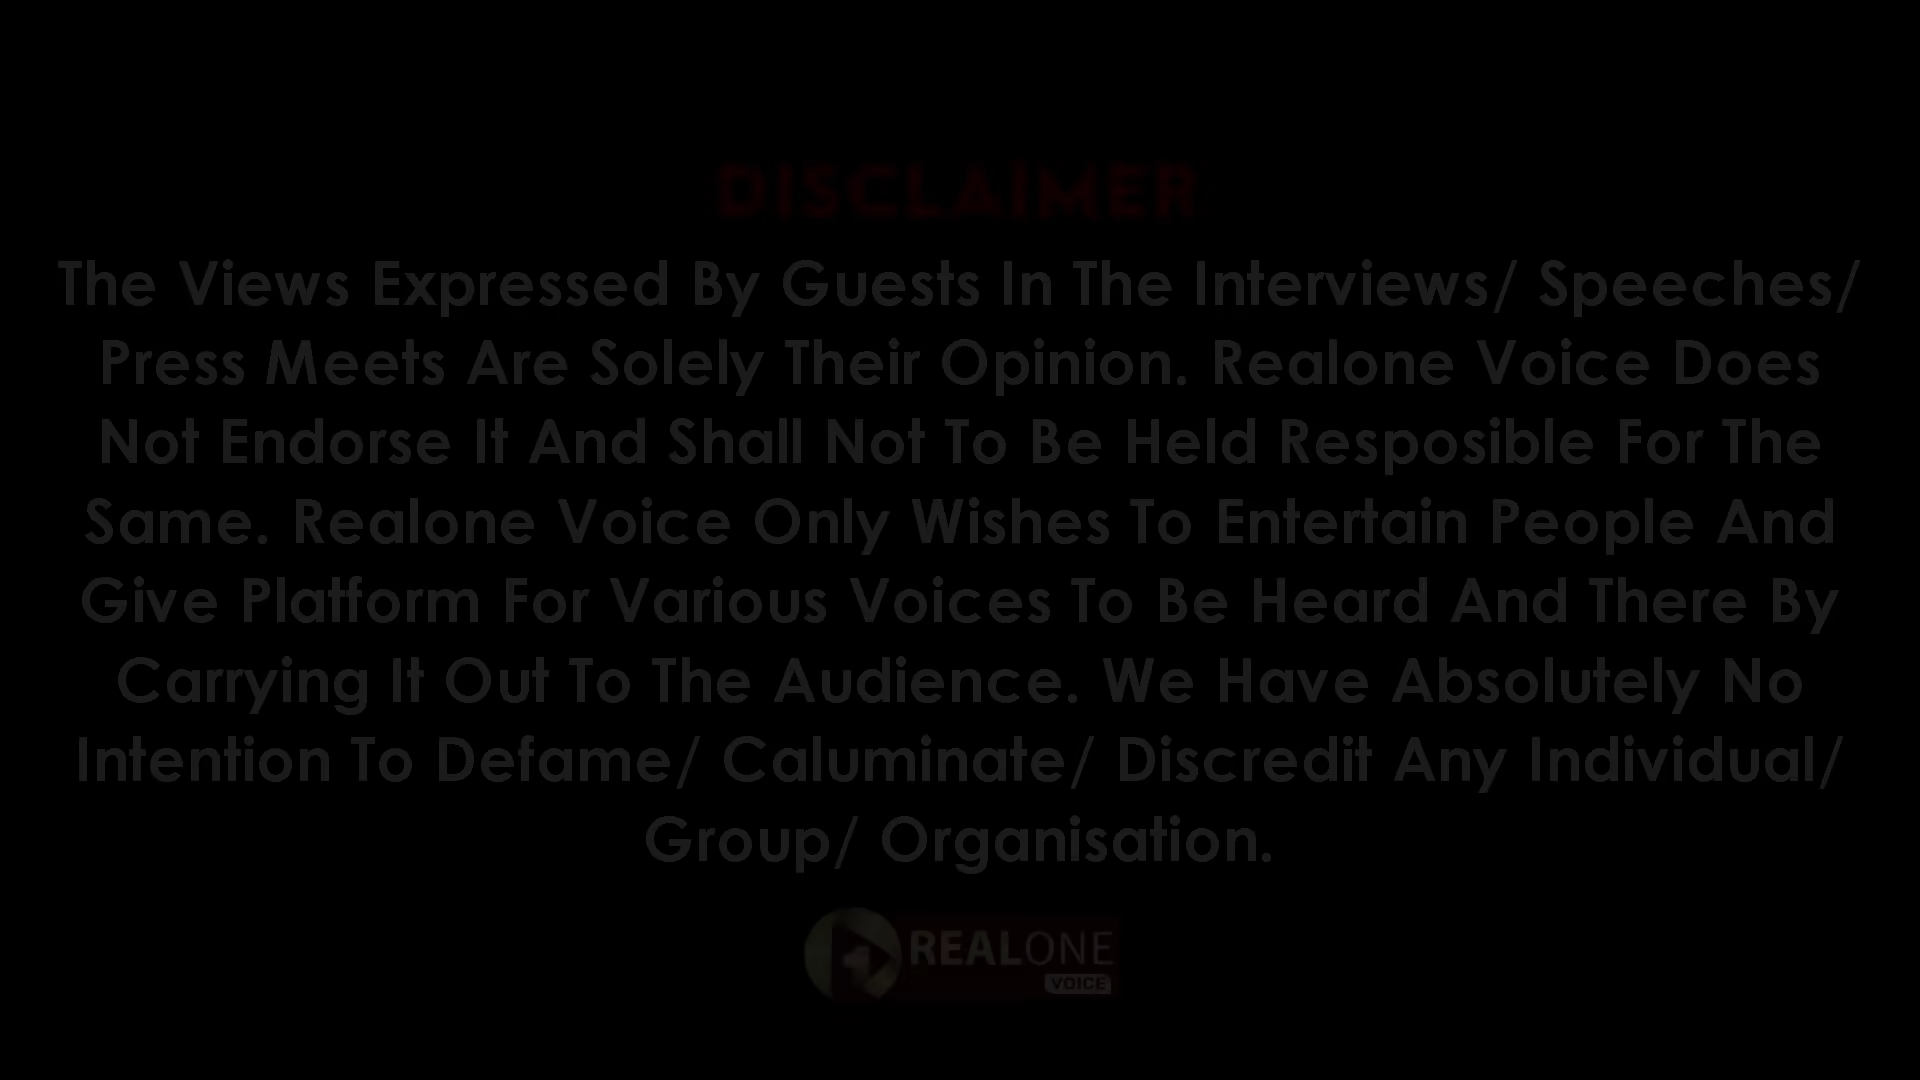 DISCLAIMER
The Views Expressed By Guests In The Interviews/ Speeches/
Press Meets Are Solely Their Opinion. Realone Voice Does
Not Endorse It And Shall Not To Be Held Resposible For The
Same. Realone Voice Only Wishes To Entertain People And
Give Platform For Various Voices To Be Heard And There By
Carrying It Out To The Audience. We Have Absolutely No
Intention To Defame/ Caluminate/ Discredit Any Individual/
Group/ Organisation.
REALONE
VOICE